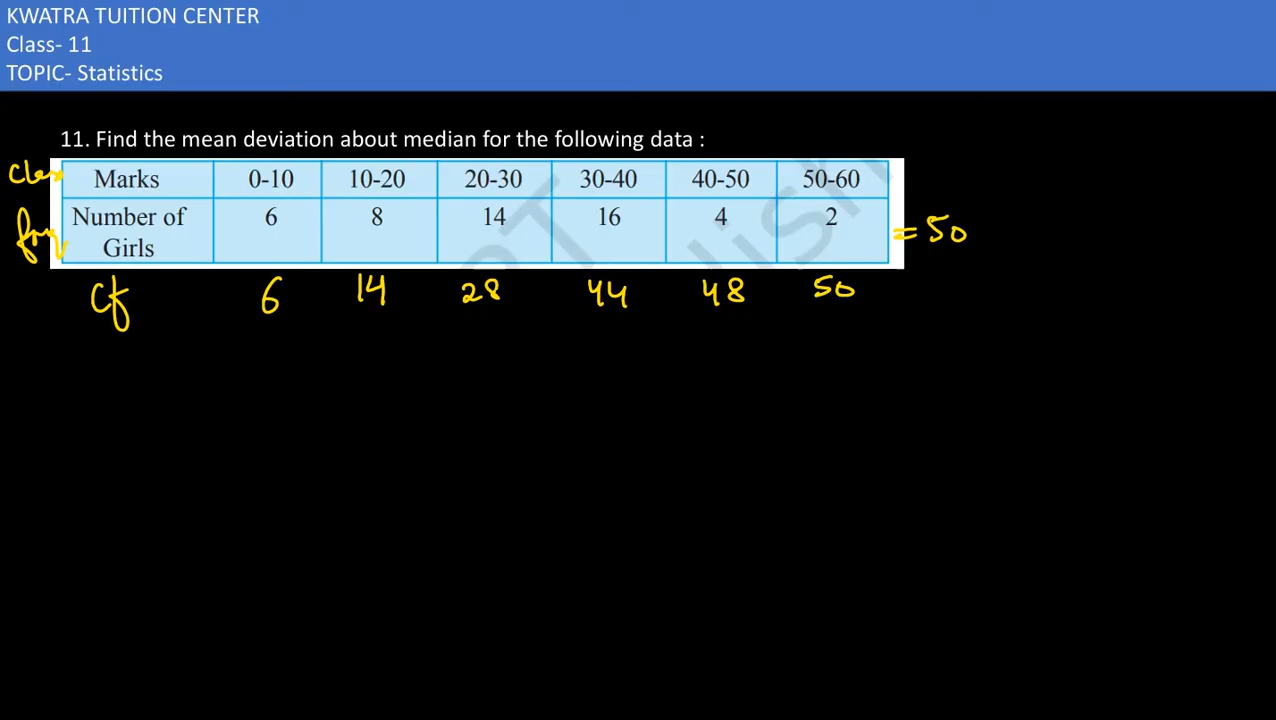 KWATRA TUITION CENTER
Class- 11
TOPIC- Statistics
11. Find the mean deviation about median for the following data :
Class Marks 0-10 10-20 20-30 30-40 40-50 50-60
freq Number of Girls 6 8 14 16 4 2 = 50
Cf 6 14 28 44 48 50